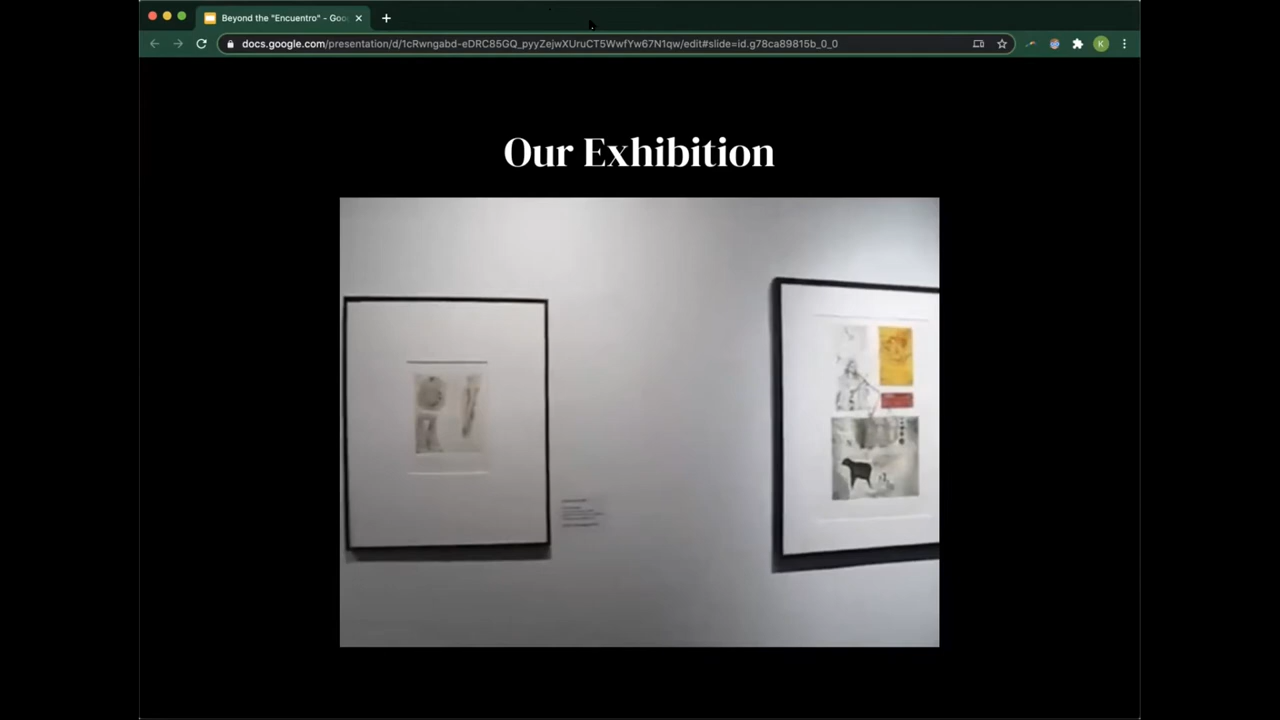 Beyond the "Encuentro" - Goo
docs.google.com/presentation/d/1cRwngabd-eDRC85GQ_pyyZejwXUruCT5WwfYw67N1qw/edit#slide=id.g78ca89815b_0_0
K
Our Exhibition